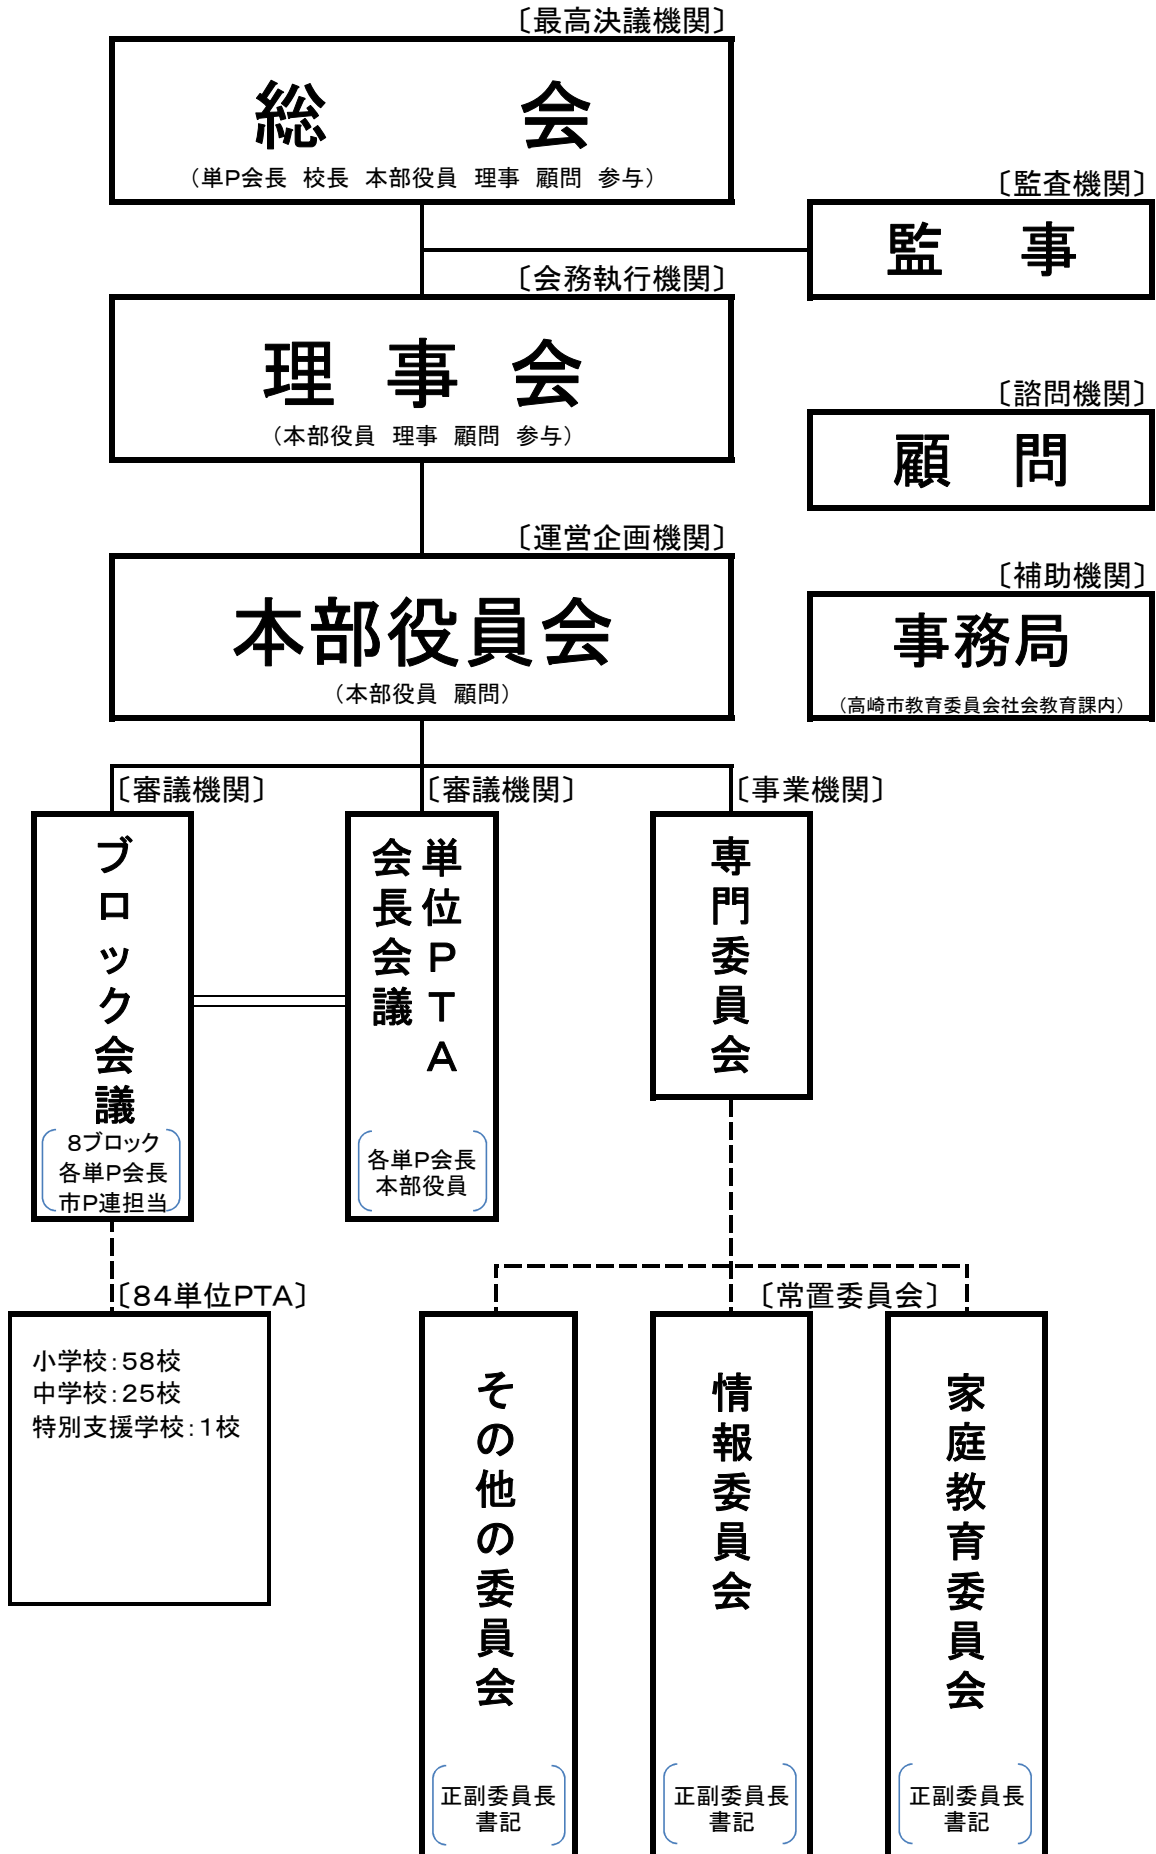 〔最高決議機関〕
総　会
（単P会長 校長 本部役員 理事 顧問 参与）
〔監査機関〕
監　事
〔会務執行機関〕
理 事 会
（本部役員 理事 顧問 参与）
〔諮問機関〕
顧　問
〔運営企画機関〕
本部役員会
（本部役員 顧問）
〔補助機関〕
事務局
（高崎市教育委員会社会教育課内）
〔審議機関〕
ブロック会議
8ブロック
各単P会長
市P連担当
〔審議機関〕
単位PTA
会長会議
各単P会長
本部役員
〔事業機関〕
専門委員会
〔84単位PTA〕
小学校：58校
中学校：25校
特別支援学校：1校
〔常置委員会〕
その他の委員会
正副委員長
書記
情報委員会
正副委員長
書記
家庭教育委員会
正副委員長
書記